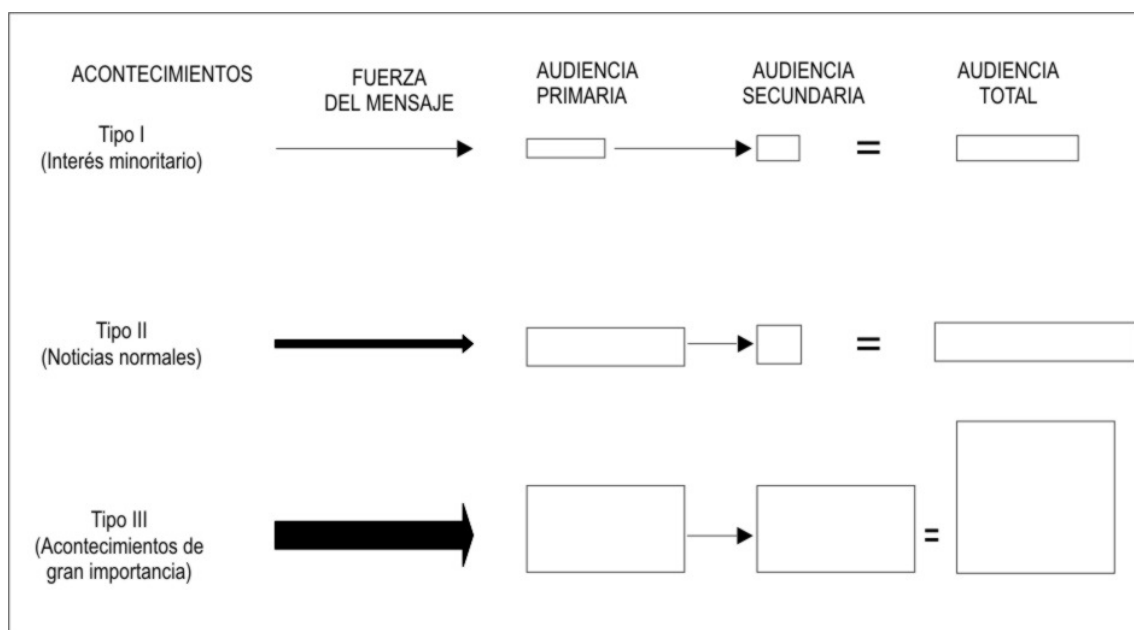 ACONTECIMIENTOS
FUERZA
DEL MENSAJE
AUDIENCIA
PRIMARIA
AUDIENCIA
SECUNDARIA
AUDIENCIA
TOTAL
Tipo I
(Interés minoritario)
=
Tipo II
(Noticias normales)
=
Tipo III
(Acontecimientos de
gran importancia)
=